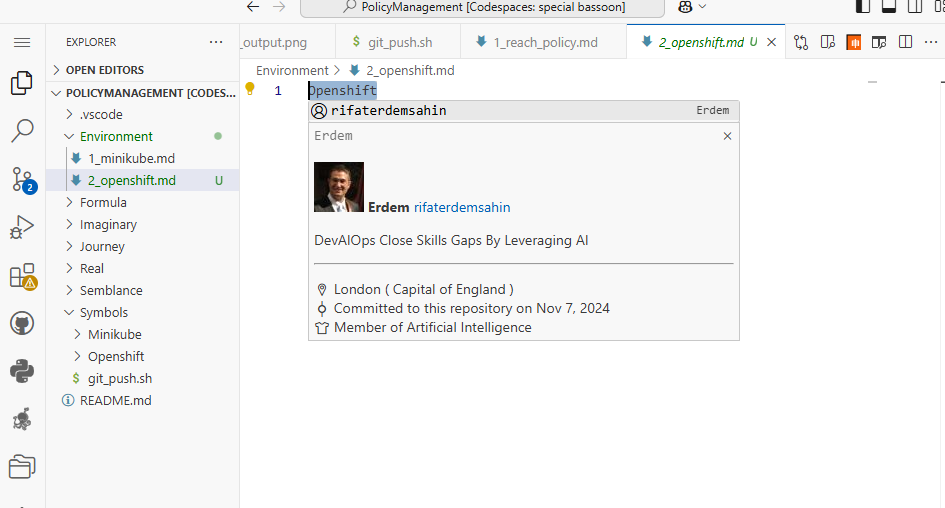 PolicyManagement [Codespaces: special bassoon]
EXPLORER
_output.png
$ git_push.sh
1_reach_policy.md
2_openshift.md U
OPEN EDITORS
Environment > 2_openshift.md
POLICYMANAGEMENT [CODES...
1 Openshift
.vscode
rifaterdemsahin Erdem
Environment
Erdem
1_minikube.md
2_openshift.md U
2
Formula
Erdem rifaterdemsahin
Imaginary
Journey
DevAIOps Close Skills Gaps By Leveraging AI
Real
Semblance
London ( Capital of England )
Symbols
Committed to this repository on Nov 7, 2024
Minikube
Member of Artificial Intelligence
Openshift
$ git_push.sh
README.md